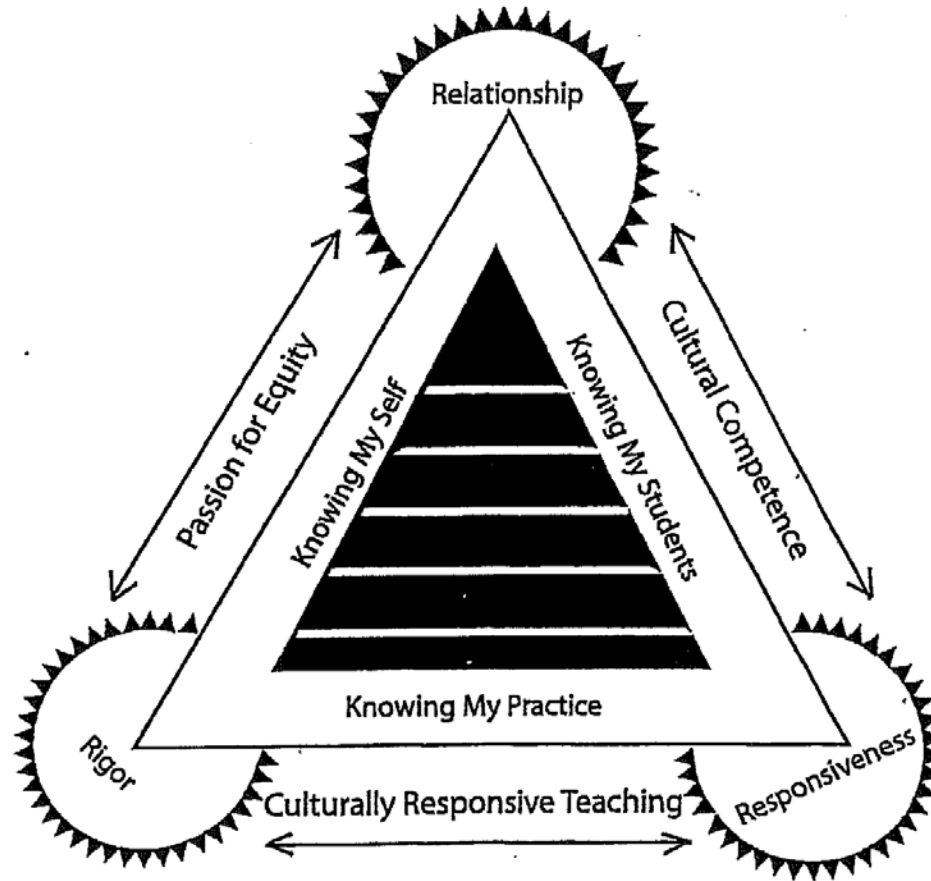 Relationship
Passion for Equity
Knowing My Self
Knowing My Students
Cultural Competence
Knowing My Practice
Rigor
Culturally Responsive Teaching
Responsiveness